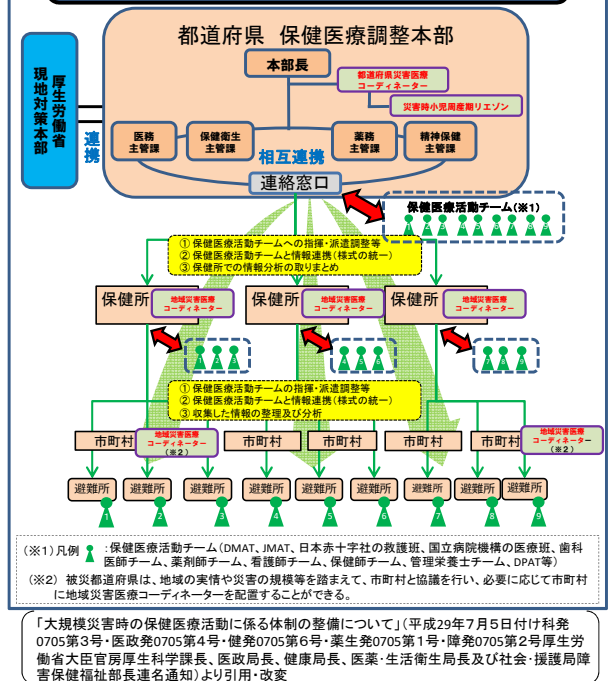 都道府県 保健医療調整本部
本部長
都道府県災害医療
コーディネーター
災害時小児周産期リエゾン
厚生労働省
現地対策本部
連携
医務
主管課
保健衛生
主管課
薬務
主管課
精神保健
主管課
相互連携
連絡窓口
保健医療活動チーム(※1)
1 2 3 4 5 6 7 8 9
① 保健医療活動チームへの指揮・派遣調整等
② 保健医療活動チームと情報連携(様式の統一)
③ 保健所での情報分析の取りまとめ
保健所
地域災害医療
コーディネーター
保健所
地域災害医療
コーディネーター
保健所
地域災害医療
コーディネーター
1 2 3
4 5 6
7 8 9
① 保健医療活動チームの指揮・派遣調整等
② 保健医療活動チームと情報連携(様式の統一)
③ 収集した情報の整理及び分析
市町村
地域災害医療
コーディネーター
(※2)
市町村
市町村
市町村
市町村
地域災害医療
コーディネーター
(※2)
避難所 避難所 避難所 避難所 避難所 避難所 避難所 避難所 避難所
1 2 3 4 5 6 7 8 9
(※1)凡例 :保健医療活動チーム(DMAT、JMAT、日本赤十字社の救護班、国立病院機構の医療班、歯科
医師チーム、薬剤師チーム、看護師チーム、保健師チーム、管理栄養士チーム、DPAT等)
(※2) 被災都道府県は、地域の実情や災害の規模等を踏まえて、市町村と協議を行い、必要に応じて市町村
に地域災害医療コーディネーターを配置することができる。
「大規模災害時の保健医療活動に係る体制の整備について」(平成29年7月5日付け科発
0705第3号・医政発0705第4号・健発0705第6号・薬生発0705第1号・障発0705第2号厚生労
働省大臣官房厚生科学課長、医政局長、健康局長、医薬・生活衛生局長及び社会・援護局障
害保健福祉部長連名通知)より引用・改変